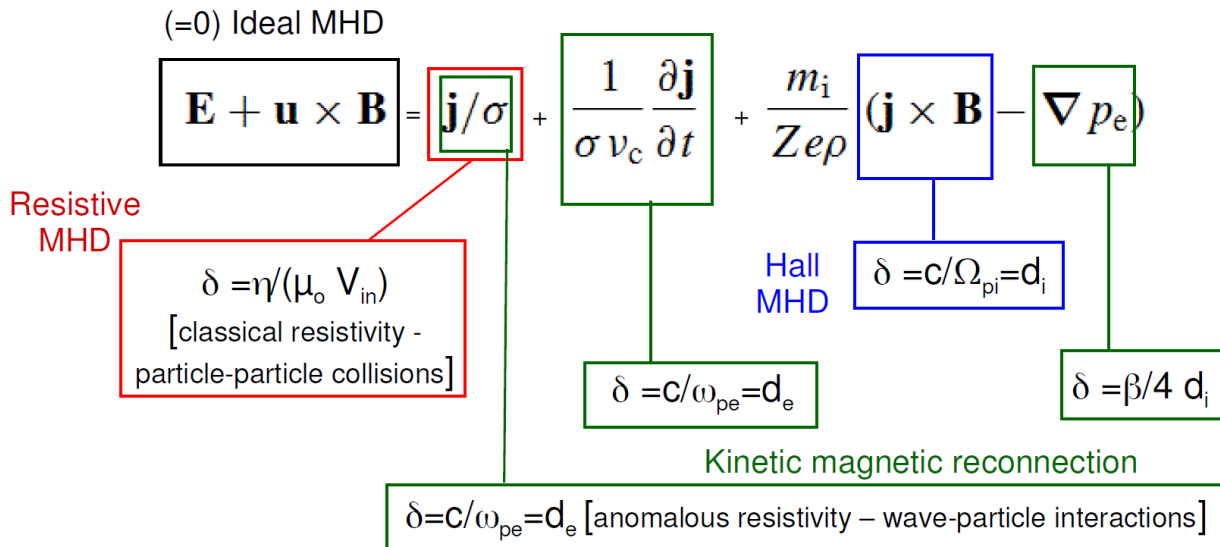 (=0) Ideal MHD
E + u × B = j/σ + 1/(σ ν_c) ∂j/∂t + m_i/(Zeρ) (j × B − ∇p_e)
Resistive
MHD
δ =η/(μ_o V_in)
[classical resistivity -
particle-particle collisions]
Hall
MHD
δ =c/Ω_pi=d_i
δ =c/ω_pe=d_e
δ =β/4 d_i
Kinetic magnetic reconnection
δ=c/ω_pe=d_e [anomalous resistivity – wave-particle interactions]